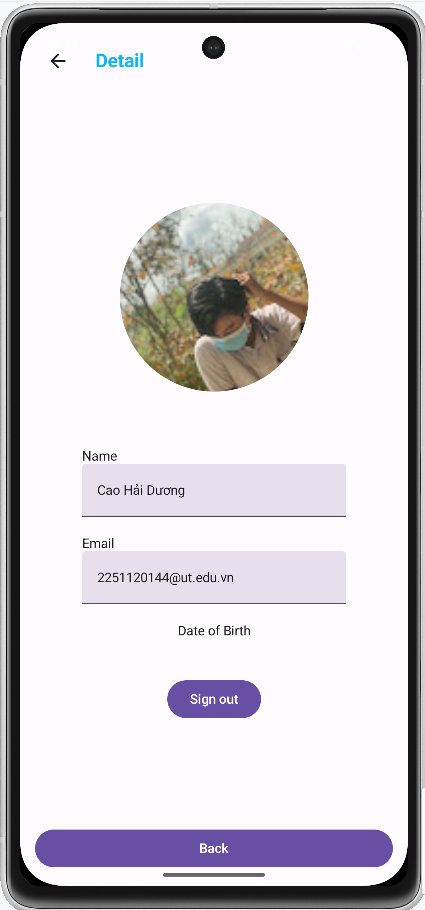 Detail
Name
Cao Hải Dương
Email
2251120144@ut.edu.vn
Date of Birth
Sign out
Back